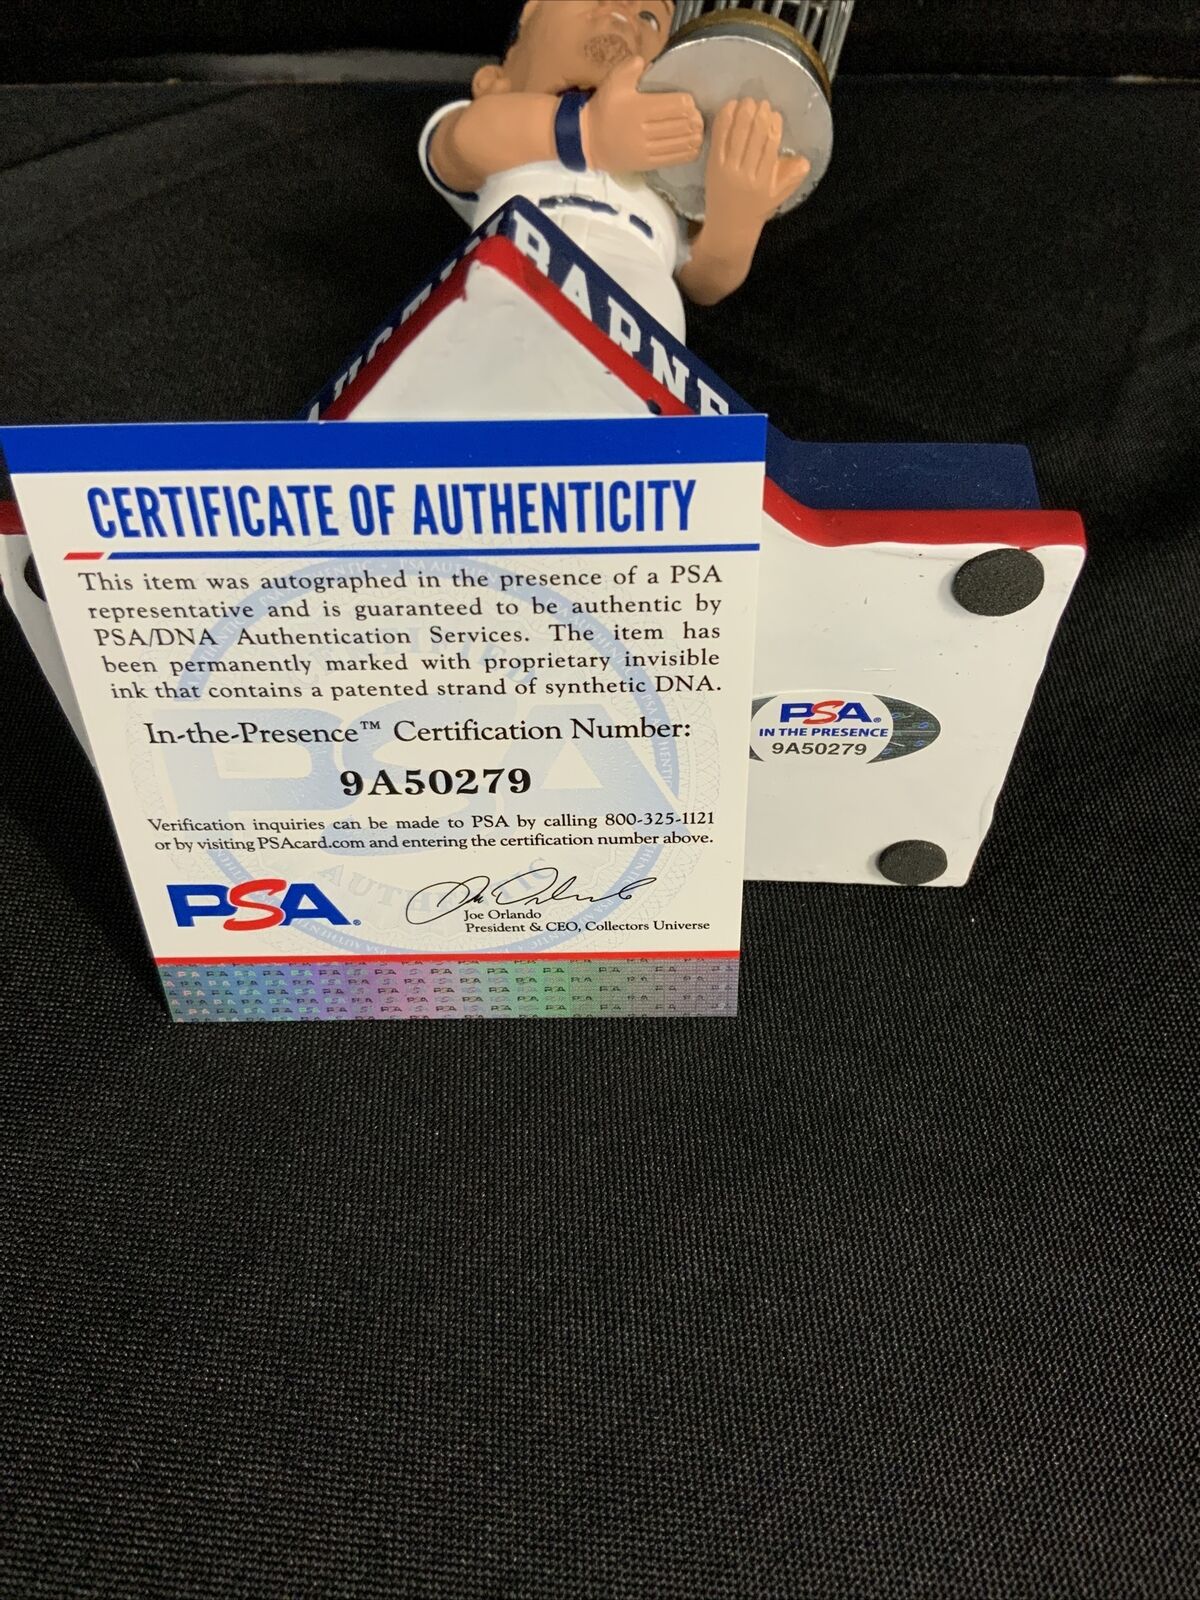 BARNE
CERTIFICATE OF AUTHENTICITY
This item was autographed in the presence of a PSA
representative and is guaranteed to be authentic by
PSA/DNA Authentication Services. The item has
been permanently marked with proprietary invisible
ink that contains a patented strand of synthetic DNA.
In-the-Presence™ Certification Number:
9A50279
Verification inquiries can be made to PSA by calling 800-325-1121
or by visiting PSAcard.com and entering the certification number above.
PSA®
Joe Orlando
President & CEO, Collectors Universe
PSA®
IN THE PRESENCE
9A50279